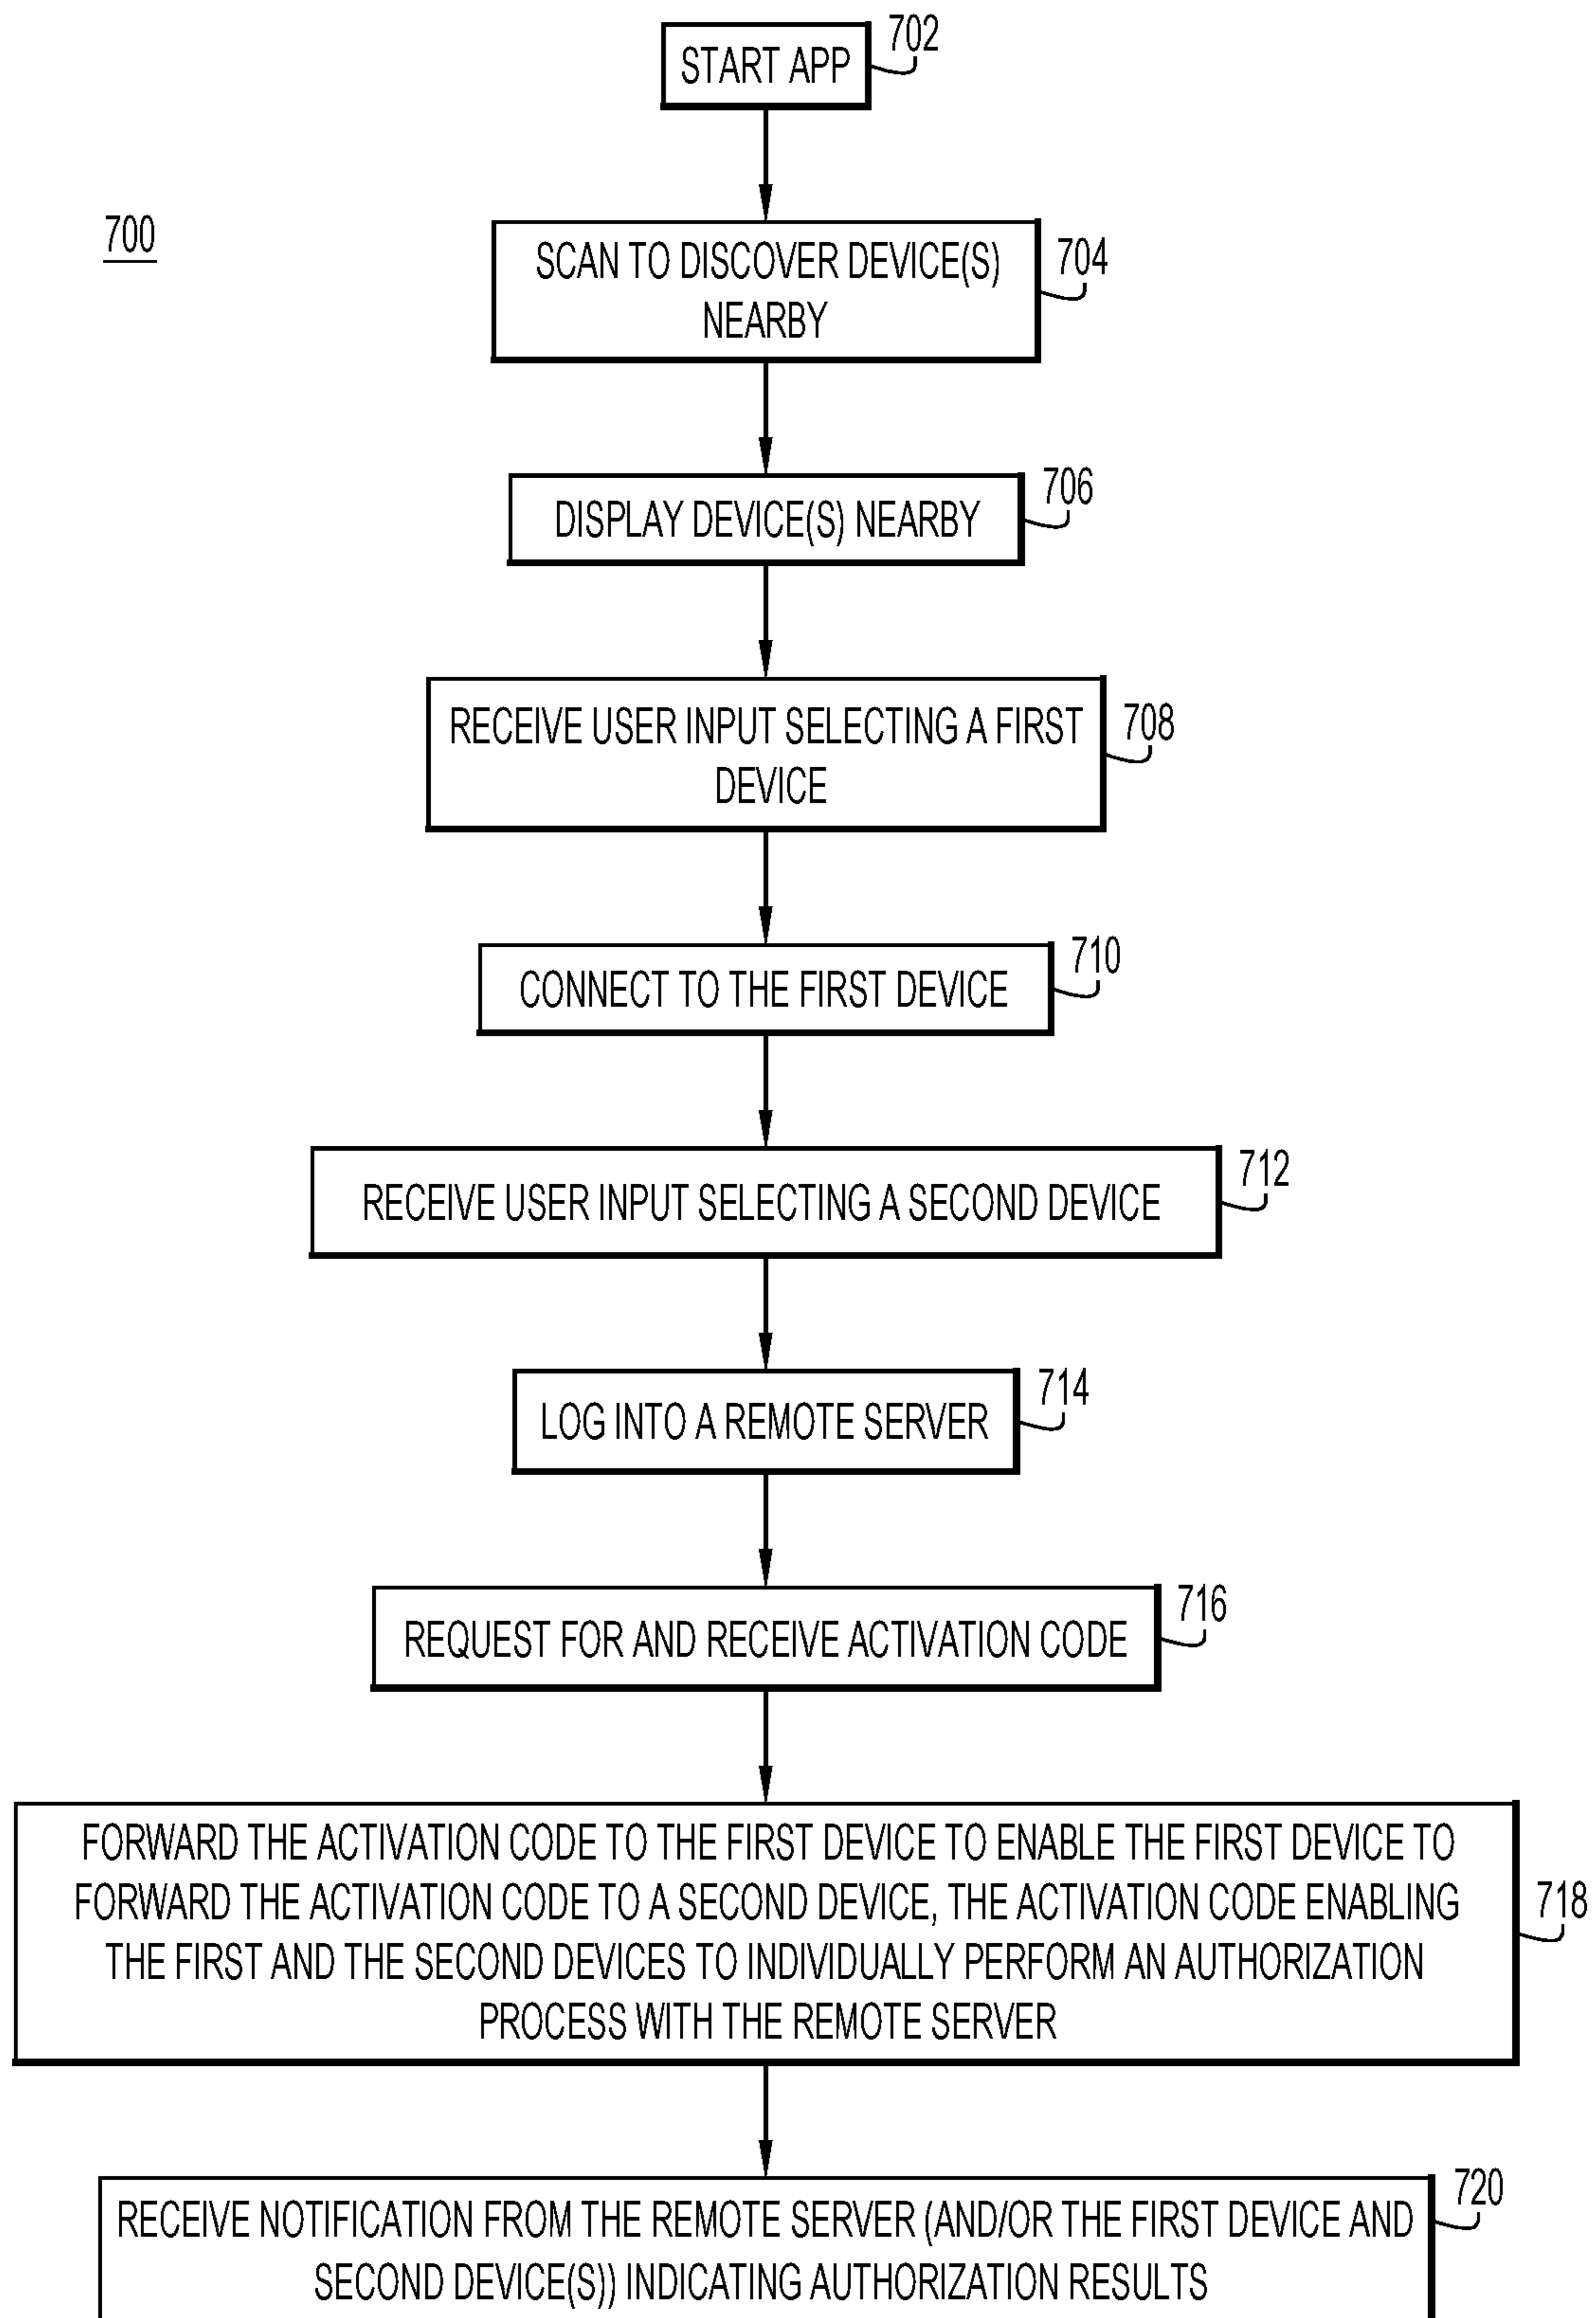 START APP
702
700
SCAN TO DISCOVER DEVICE(S)
NEARBY
704
DISPLAY DEVICE(S) NEARBY
706
RECEIVE USER INPUT SELECTING A FIRST
DEVICE
708
CONNECT TO THE FIRST DEVICE
710
RECEIVE USER INPUT SELECTING A SECOND DEVICE
712
LOG INTO A REMOTE SERVER
714
REQUEST FOR AND RECEIVE ACTIVATION CODE
716
FORWARD THE ACTIVATION CODE TO THE FIRST DEVICE TO ENABLE THE FIRST DEVICE TO
FORWARD THE ACTIVATION CODE TO A SECOND DEVICE, THE ACTIVATION CODE ENABLING
THE FIRST AND THE SECOND DEVICES TO INDIVIDUALLY PERFORM AN AUTHORIZATION
PROCESS WITH THE REMOTE SERVER
718
RECEIVE NOTIFICATION FROM THE REMOTE SERVER (AND/OR THE FIRST DEVICE AND
SECOND DEVICE(S)) INDICATING AUTHORIZATION RESULTS
720